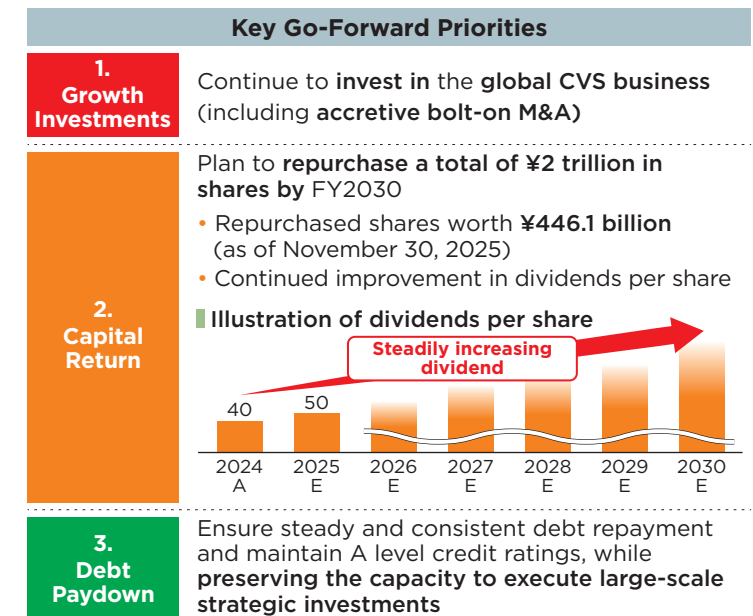 Key Go-Forward Priorities
1.
Growth
Investments
Continue to invest in the global CVS business
(including accretive bolt-on M&A)
2.
Capital
Return
Plan to repurchase a total of ¥2 trillion in
shares by FY2030
• Repurchased shares worth ¥446.1 billion
(as of November 30, 2025)
• Continued improvement in dividends per share
Illustration of dividends per share
Steadily increasing
dividend
40
50
2024
A
2025
E
2026
E
2027
E
2028
E
2029
E
2030
E
3.
Debt
Paydown
Ensure steady and consistent debt repayment
and maintain A level credit ratings, while
preserving the capacity to execute large-scale
strategic investments